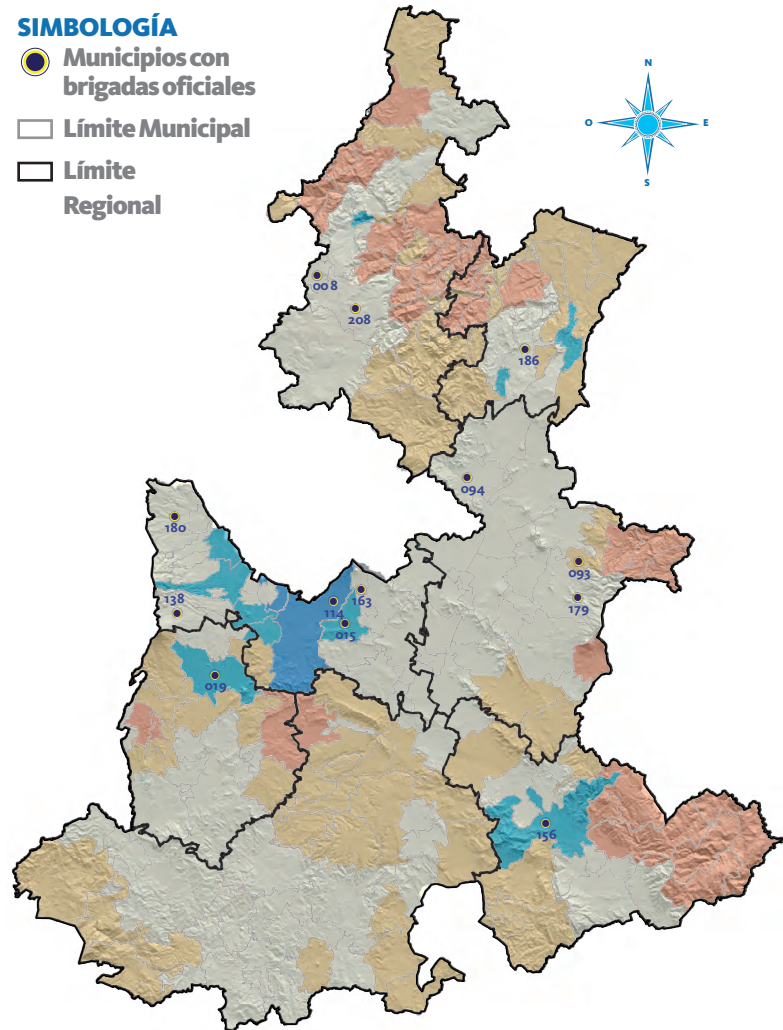 SIMBOLOGÍA
Municipios con
brigadas oficiales
Límite Municipal
Límite
Regional
N
O
E
S
008
208
186
094
180
093
138
163
179
114
015
019
156